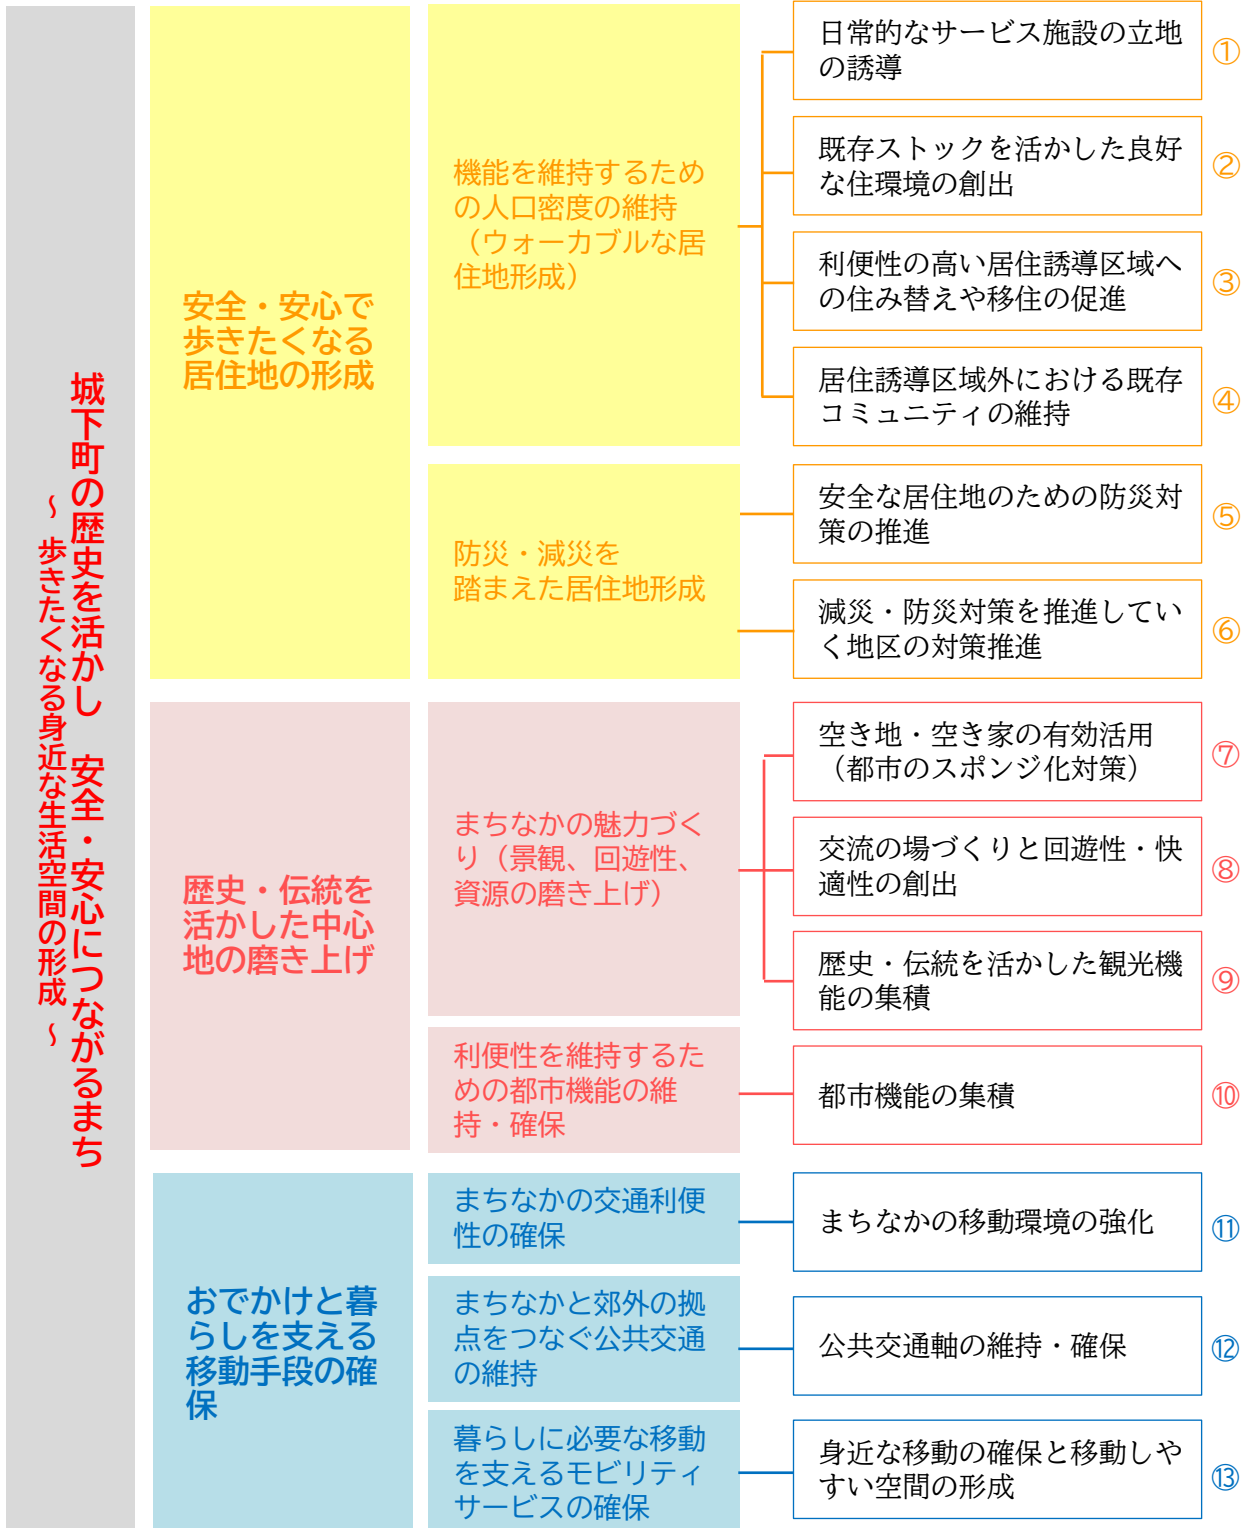 城下町の歴史を活かし　安全・安心につながるまち
～ 歩きたくなる身近な生活空間の形成 ～
安全・安心で
歩きたくなる
居住地の形成
機能を維持するため
の人口密度の維持
（ウォーカブルな居
住地形成）
日常的なサービス施設の立地
の誘導
①
既存ストックを活かした良好
な住環境の創出
②
利便性の高い居住誘導区域へ
の住み替えや移住の促進
③
居住誘導区域外における既存
コミュニティの維持
④
防災・減災を
踏まえた居住地形成
安全な居住地のための防災対
策の推進
⑤
減災・防災対策を推進してい
く地区の対策推進
⑥
歴史・伝統を
活かした中心
地の磨き上げ
まちなかの魅力づく
り（景観、回遊性、
資源の磨き上げ）
空き地・空き家の有効活用
（都市のスポンジ化対策）
⑦
交流の場づくりと回遊性・快
適性の創出
⑧
歴史・伝統を活かした観光機
能の集積
⑨
利便性を維持するた
めの都市機能の維
持・確保
都市機能の集積
⑩
おでかけと暮
らしを支える
移動手段の確
保
まちなかの交通利便
性の確保
まちなかの移動環境の強化
⑪
まちなかと郊外の拠
点をつなぐ公共交通
の維持
公共交通軸の維持・確保
⑫
暮らしに必要な移動
を支えるモビリティ
サービスの確保
身近な移動の確保と移動しや
すい空間の形成
⑬